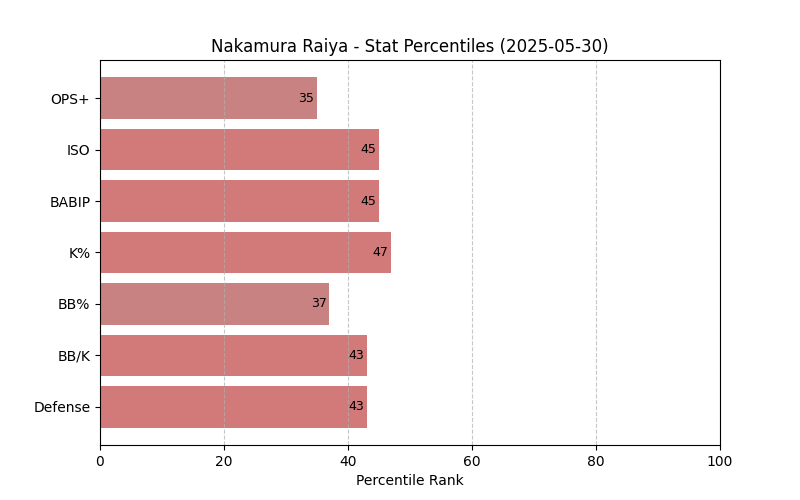 Nakamura Raiya - Stat Percentiles (2025-05-30)
OPS+ 35
ISO 45
BABIP 45
K% 47
BB% 37
BB/K 43
Defense 43
0 20 40 60 80 100
Percentile Rank